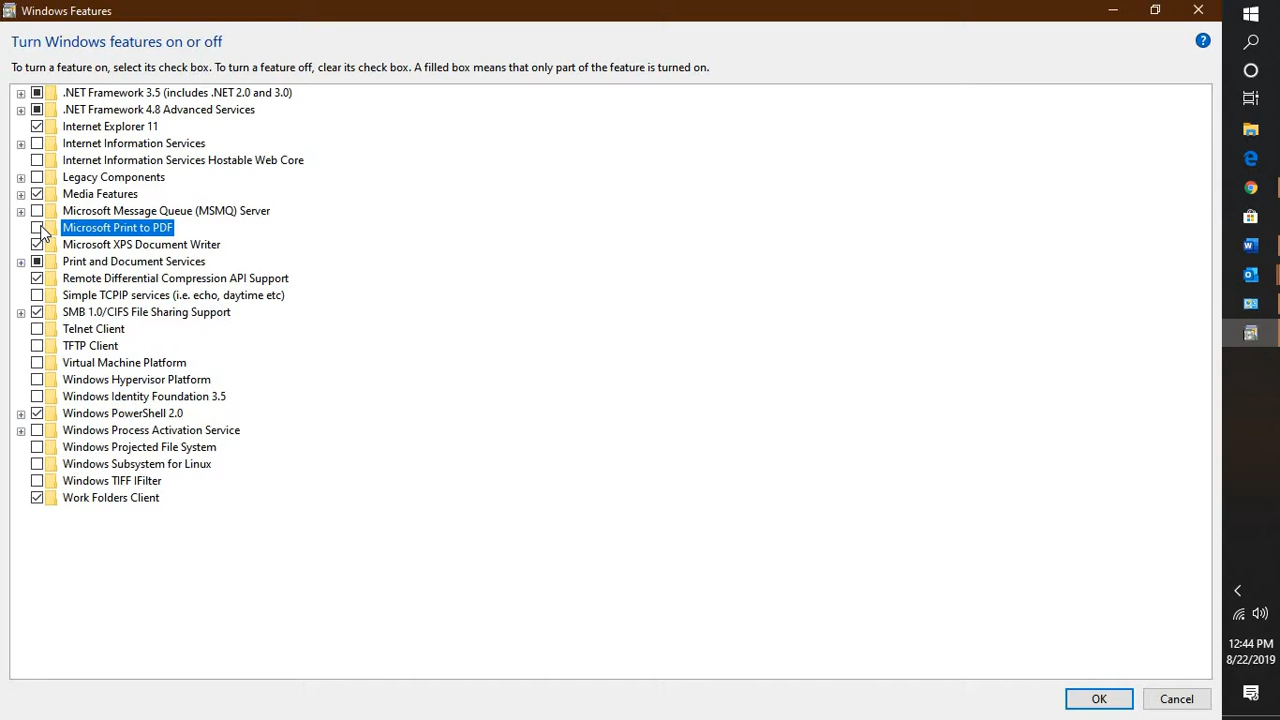 Windows Features
Turn Windows features on or off
To turn a feature on, select its check box. To turn a feature off, clear its check box. A filled box means that only part of the feature is turned on.
.NET Framework 3.5 (includes .NET 2.0 and 3.0)
.NET Framework 4.8 Advanced Services
Internet Explorer 11
Internet Information Services
Internet Information Services Hostable Web Core
Legacy Components
Media Features
Microsoft Message Queue (MSMQ) Server
Microsoft Print to PDF
Microsoft XPS Document Writer
Print and Document Services
Remote Differential Compression API Support
Simple TCPIP services (i.e. echo, daytime etc)
SMB 1.0/CIFS File Sharing Support
Telnet Client
TFTP Client
Virtual Machine Platform
Windows Hypervisor Platform
Windows Identity Foundation 3.5
Windows PowerShell 2.0
Windows Process Activation Service
Windows Projected File System
Windows Subsystem for Linux
Windows TIFF IFilter
Work Folders Client
OK
Cancel
12:44 PM
8/22/2019